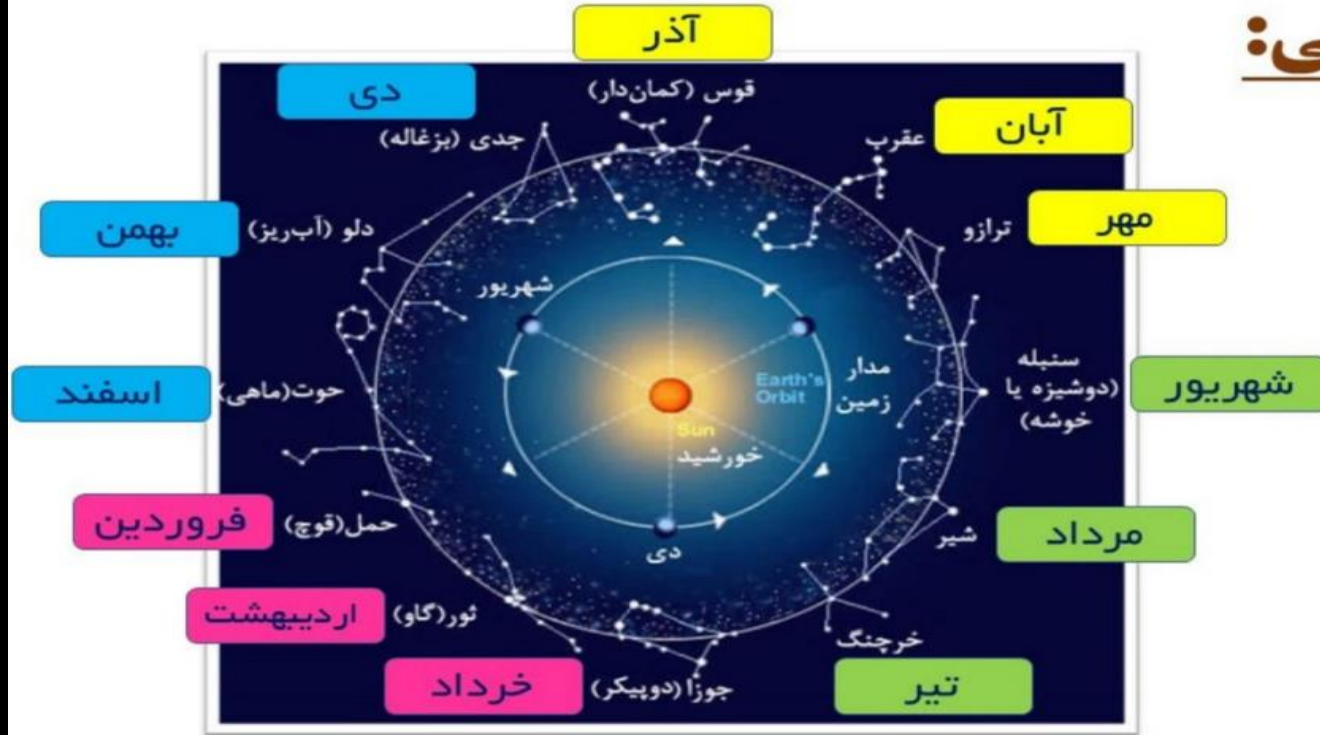 ی:
آذر
دی
قوس (کمان‌دار)
آبان
عقرب
جدی (بزغاله)
مهر
ترازو
بهمن
دلو (آب‌ریز)
شهریور
شهریور
سنبله
(دوشیزه یا
خوشه)
مدار
زمین
Earth's
Orbit
Sun
خورشید
اسفند
حوت(ماهی)
فروردین
حمل(قوچ)
مرداد
شیر
دی
اردیبهشت
ثور(گاو)
خرچنگ
تیر
خرداد
جوزا (دوپیکر)